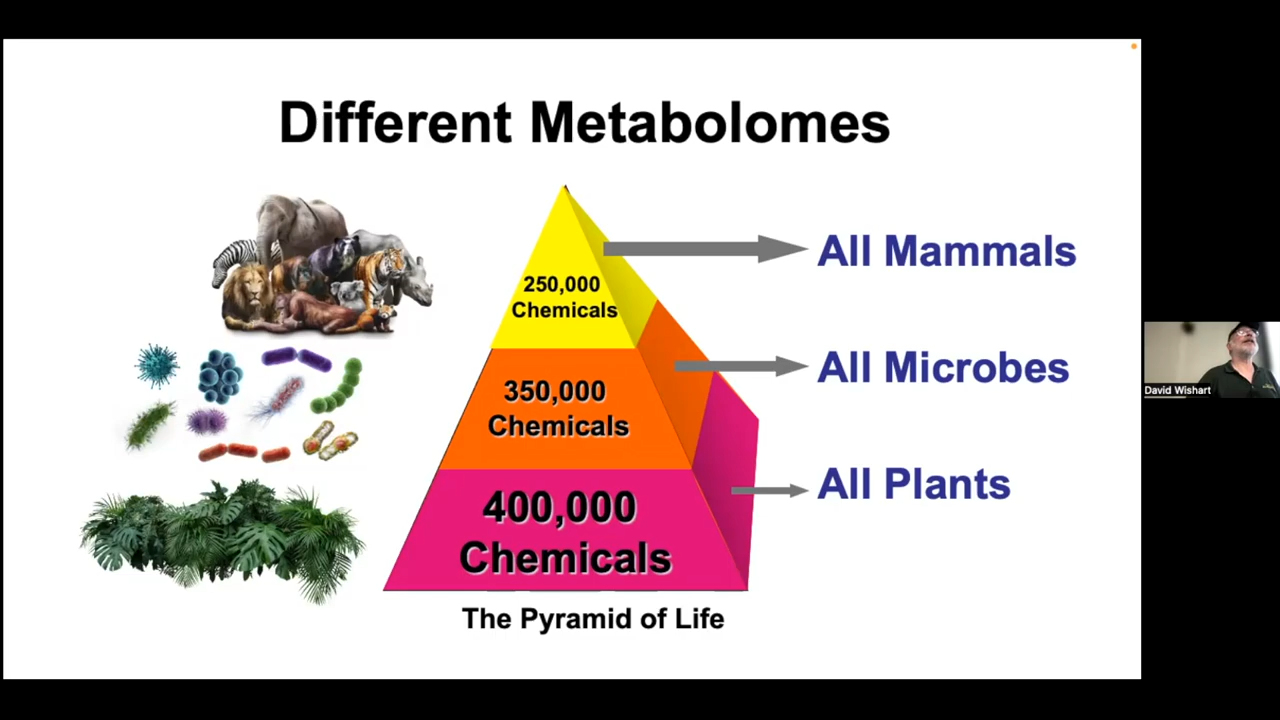 Different Metabolomes
250,000
Chemicals
All Mammals
350,000
Chemicals
All Microbes
400,000
Chemicals
All Plants
The Pyramid of Life
David Wishart